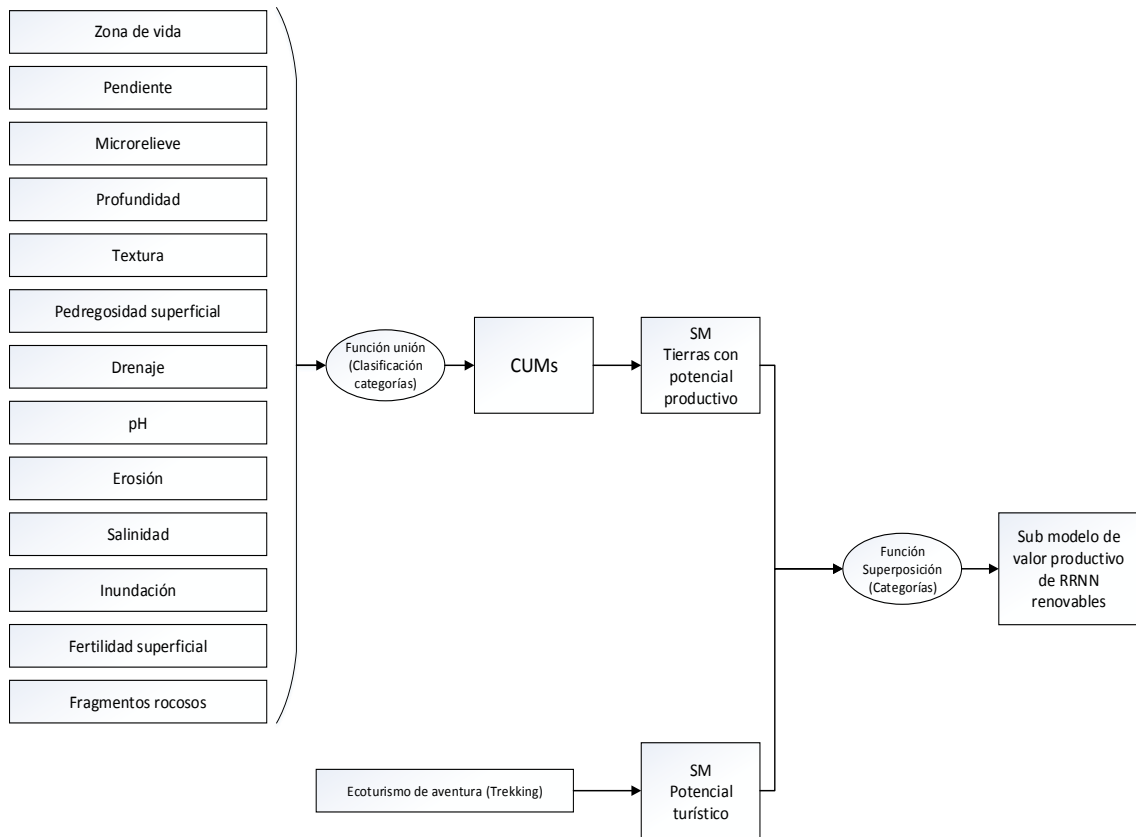 Zona de vida
Pendiente
Microrelieve
Profundidad
Textura
Pedregosidad superficial
Drenaje
pH
Erosión
Salinidad
Inundación
Fertilidad superficial
Fragmentos rocosos
Función unión
(Clasificación
categorías)
CUMs
SM
Tierras con
potencial
productivo
Ecoturismo de aventura (Trekking)
SM
Potencial
turístico
Función
Superposición
(Categorías)
Sub modelo de
valor productivo
de RRNN
renovables